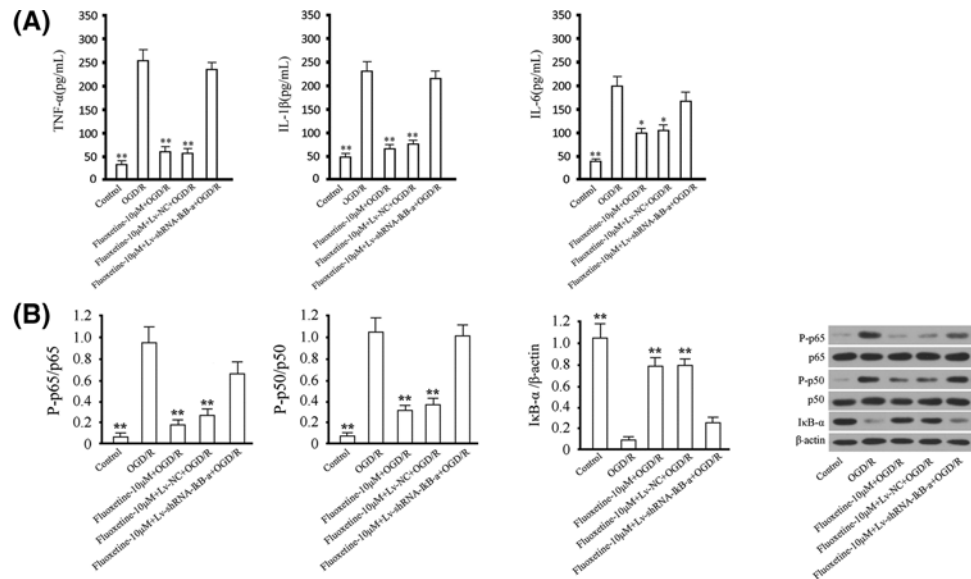 (A)
TNF-α(pg/mL)
350
300
250
200
150
100
50
0
**
**
**
Control
OGD/R
Fluoxetine-10μM+OGD/R
Fluoxetine-10μM+Lv-NC+OGD/R
Fluoxetine-10μM+Lv-shRNA-IkB-a+OGD/R
IL-1β(pg/mL)
350
300
250
200
150
100
50
0
**
**
**
Control
OGD/R
Fluoxetine-10μM+OGD/R
Fluoxetine-10μM+Lv-NC+OGD/R
Fluoxetine-10μM+Lv-shRNA-IkB-a+OGD/R
IL-6(pg/mL)
350
300
250
200
150
100
50
0
**
*
*
Control
OGD/R
Fluoxetine-10μM+OGD/R
Fluoxetine-10μM+Lv-NC+OGD/R
Fluoxetine-10μM+Lv-shRNA-IkB-a+OGD/R
(B)
P-p65/p65
1.2
1.0
0.8
0.6
0.4
0.2
0
**
**
**
Control
OGD/R
Fluoxetine-10μM+OGD/R
Fluoxetine-10μM+Lv-NC+OGD/R
Fluoxetine-10μM+Lv-shRNA-IkB-a+OGD/R
P-p50/p50
1.2
1.0
0.8
0.6
0.4
0.2
0
**
**
**
Control
OGD/R
Fluoxetine-10μM+OGD/R
Fluoxetine-10μM+Lv-NC+OGD/R
Fluoxetine-10μM+Lv-shRNA-IkB-a+OGD/R
IκB-α /β-actin
1.2
1.0
0.8
0.6
0.4
0.2
0
**
**
**
Control
OGD/R
Fluoxetine-10μM+OGD/R
Fluoxetine-10μM+Lv-NC+OGD/R
Fluoxetine-10μM+Lv-shRNA-IkB-a+OGD/R
P-p65
p65
P-p50
p50
IκB-α
β-actin
Control
OGD/R
Fluoxetine-10μM+OGD/R
Fluoxetine-10μM+Lv-NC+OGD/R
Fluoxetine-10μM+Lv-shRNA-IkB-a+OGD/R